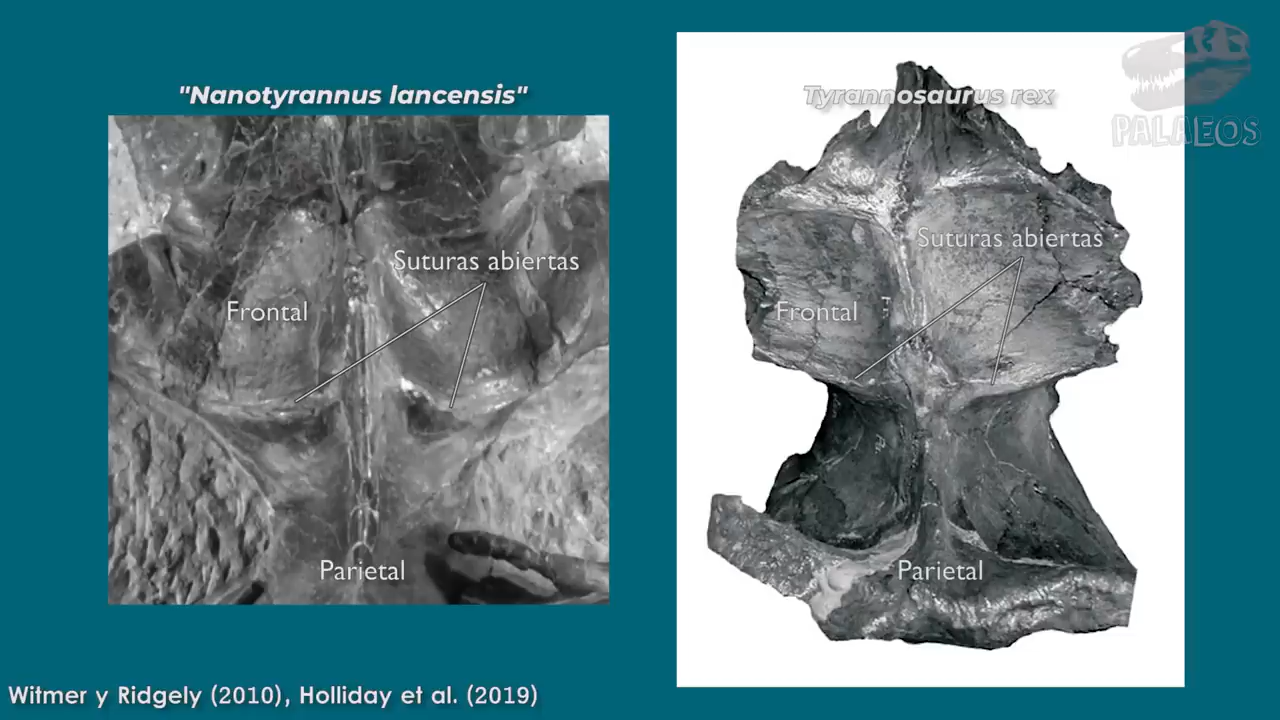 "Nanotyrannus lancensis"
Suturas abiertas
Frontal
Parietal
Tyrannosaurus rex
PALAEOS
Suturas abiertas
Frontal
Parietal
Witmer y Ridgely (2010), Holliday et al. (2019)